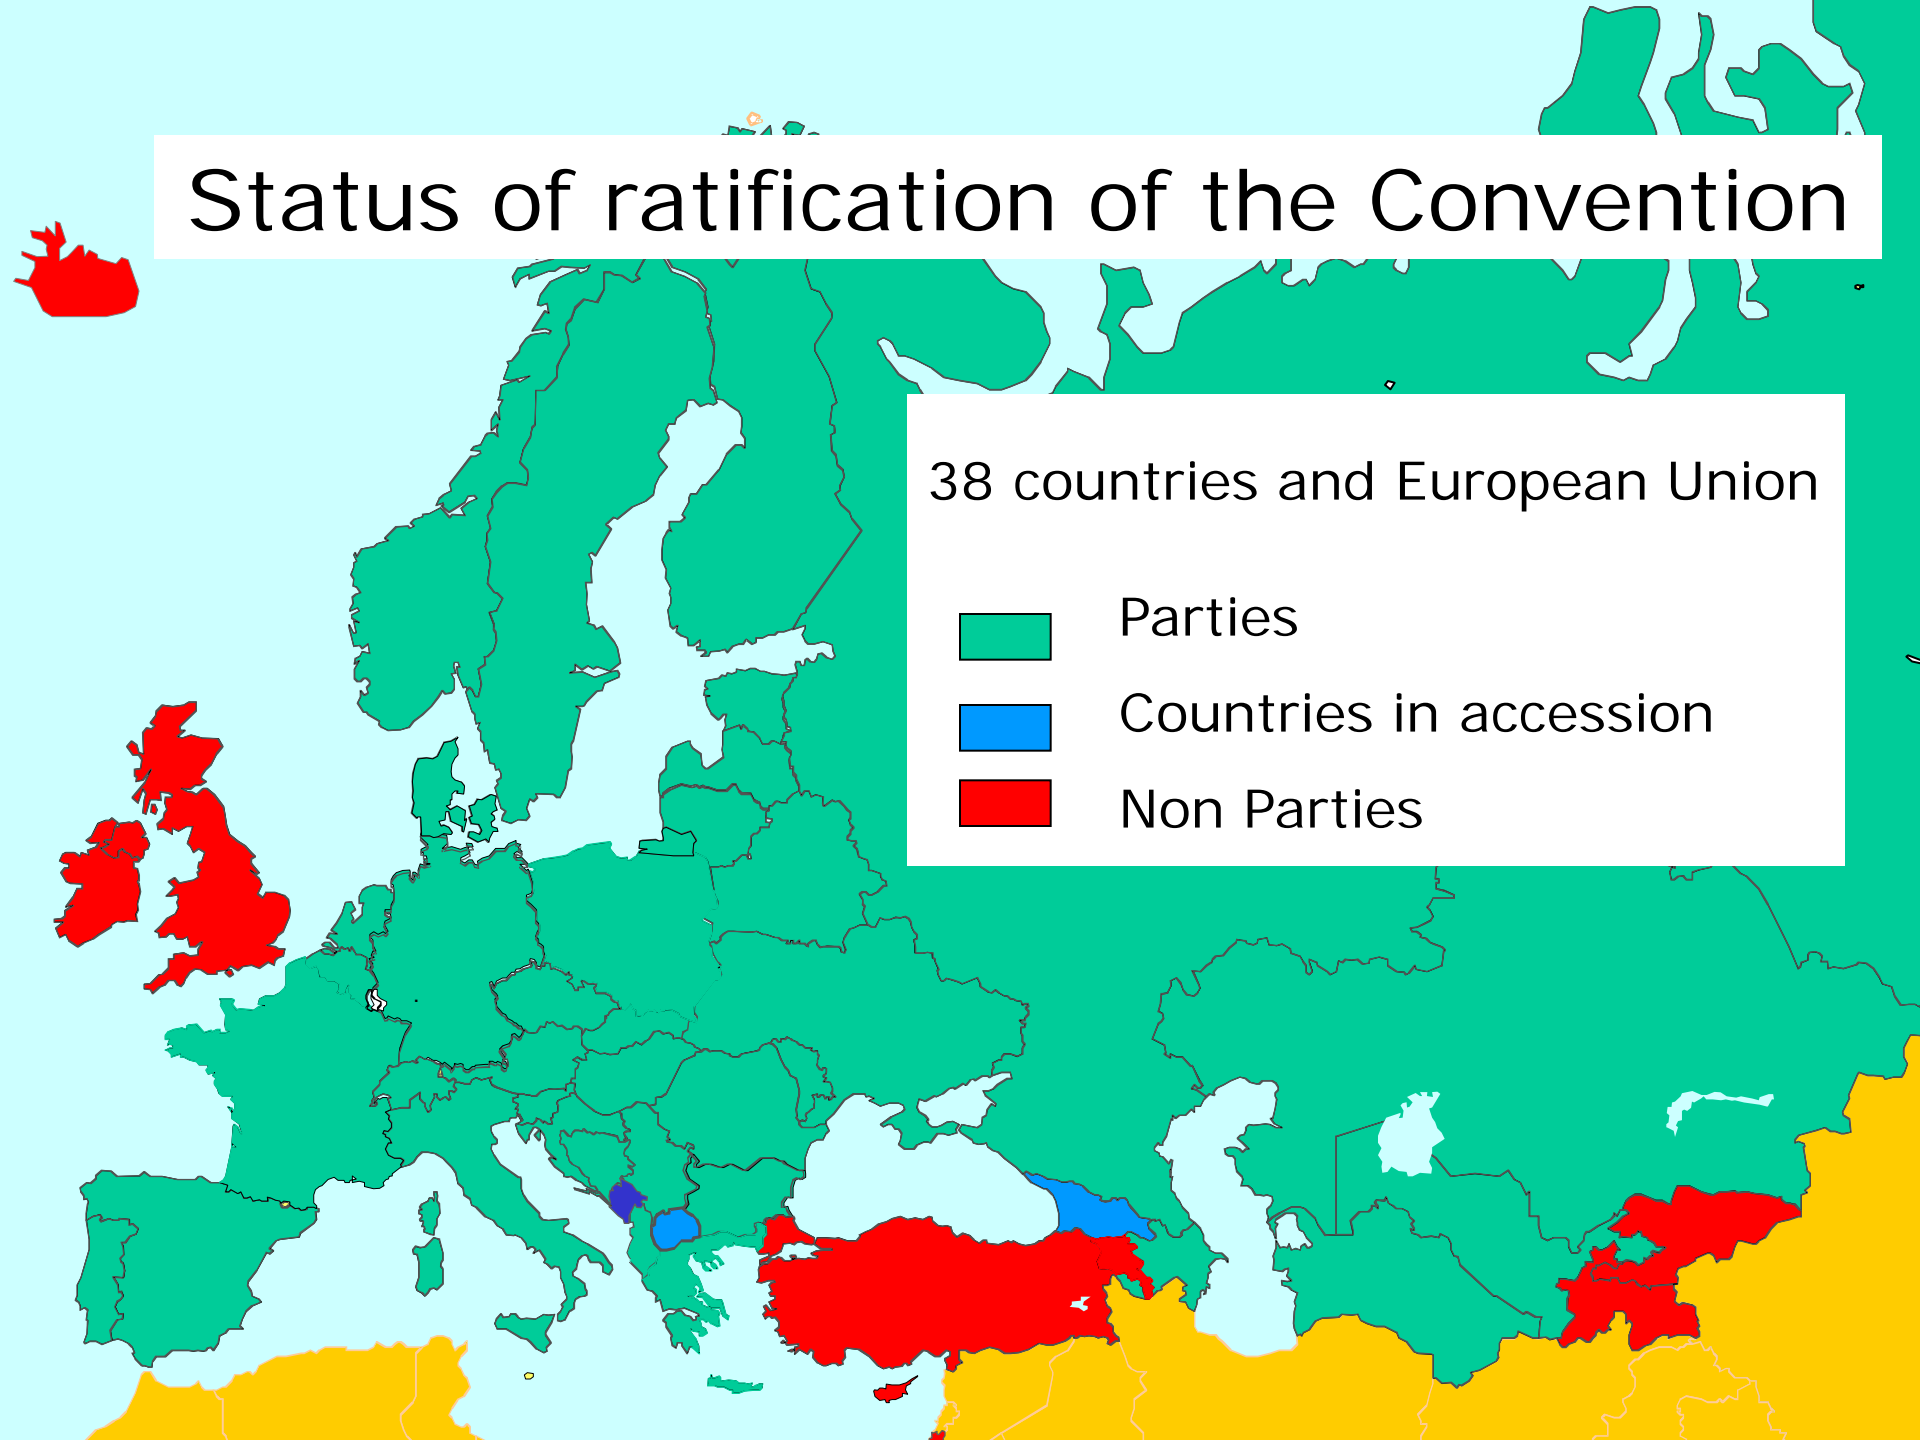 Status of ratification of the Convention
38 countries and European Union
Parties
Countries in accession
Non Parties